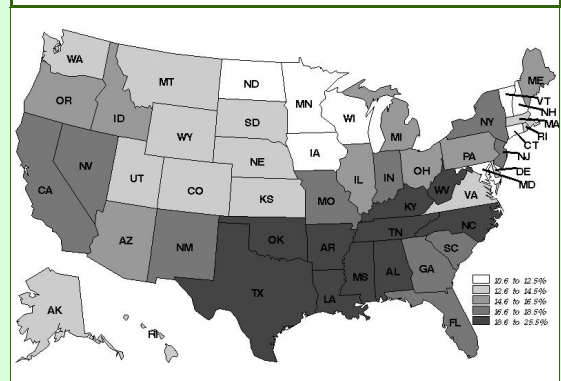 WA
ME
MT
ND
MN
VT
OR
NH
ID
WI
NY
MA
SD
RI
WY
MI
CT
IA
PA
NJ
NE
OH
NV
IL
IN
DE
UT
MD
CO
WV
VA
CA
KS
MO
KY
NC
TN
OK
AZ
NM
AR
SC
MS
AL
GA
TX
LA
AK
FL
10.6 to 12.5%
12.6 to 14.5%
14.6 to 16.5%
16.6 to 18.5%
18.6 to 25.5%